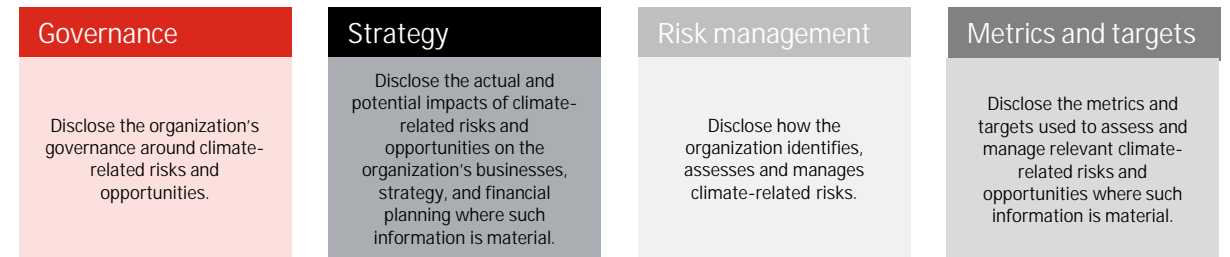 Governance
Disclose the organization's
governance around climate-
related risks and
opportunities.
Strategy
Disclose the actual and
potential impacts of climate-
related risks and
opportunities on the
organization's businesses,
strategy, and financial
planning where such
information is material.
Risk management
Disclose how the
organization identifies,
assesses and manages
climate-related risks.
Metrics and targets
Disclose the metrics and
targets used to assess and
manage relevant climate-
related risks and
opportunities where such
information is material.